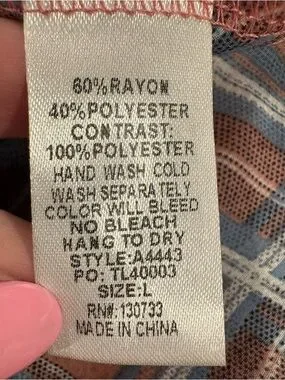 60%RAYON
40%POLYESTER
CONTRAST:
100%POLYESTER
HAND WASH COLD
WASH SEPARATELY
COLOR WILL BLEED
NO BLEACH
HANG TO DRY
STYLE:A4443
PO: TL40003
SIZE:L
RN#:130733
MADE IN CHINA